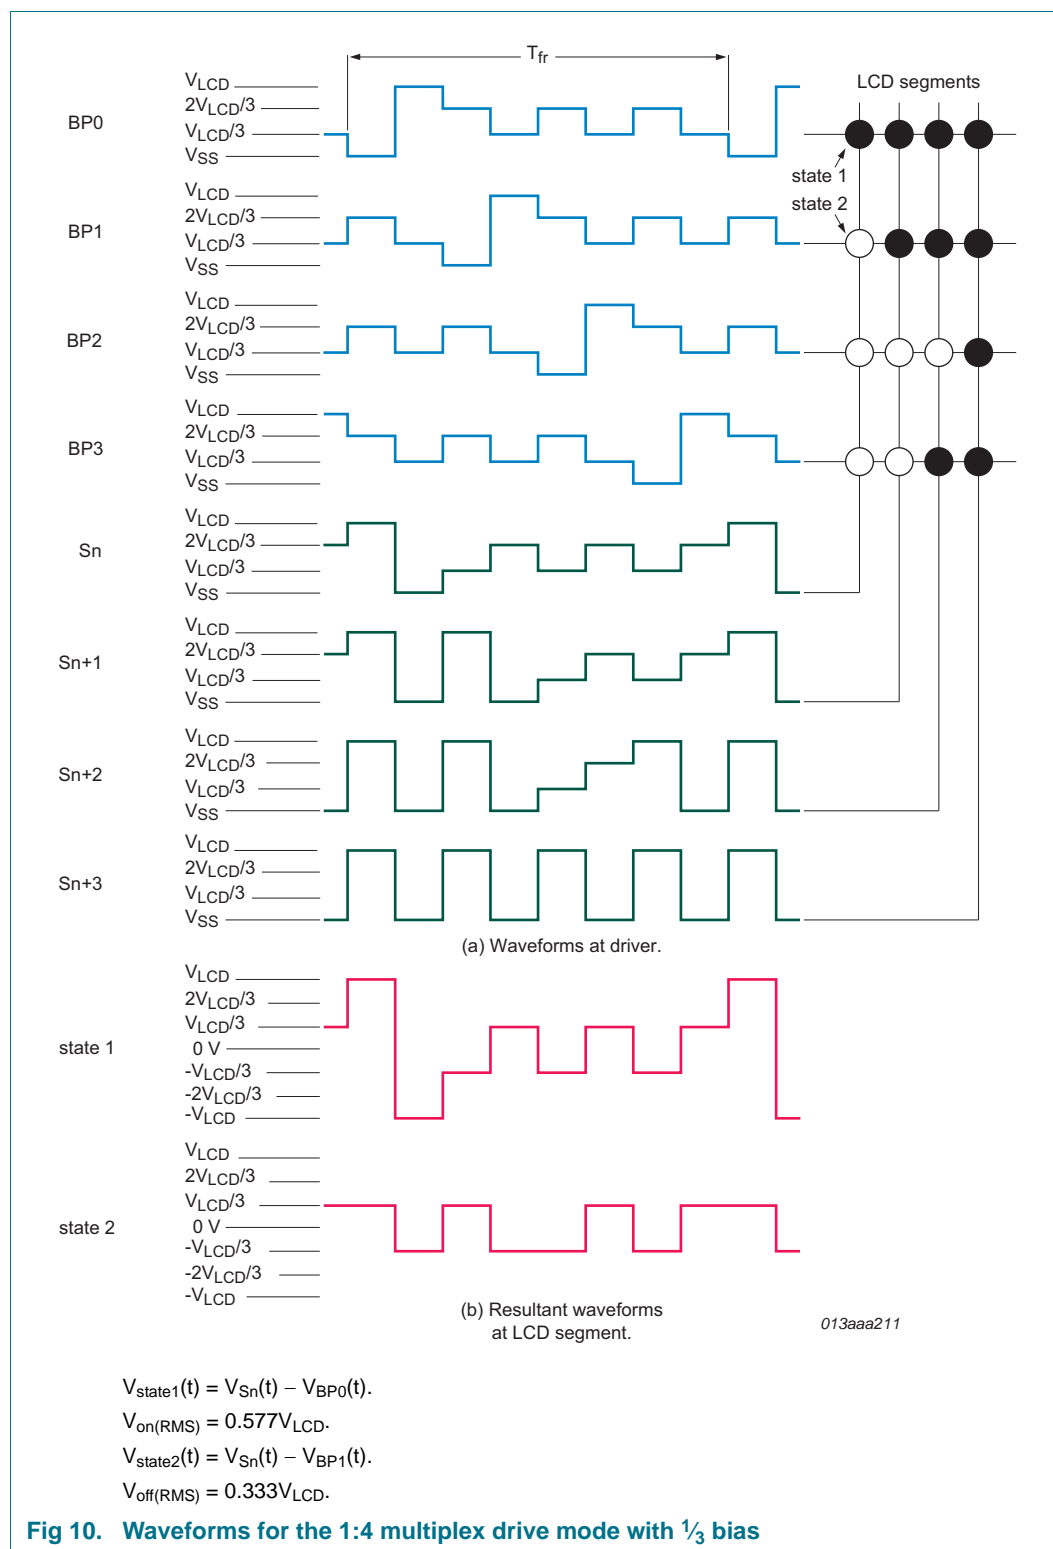 Tfr
LCD segments
BP0
VLCD
2VLCD/3
VLCD/3
VSS
state 1
state 2
BP1
VLCD
2VLCD/3
VLCD/3
VSS
BP2
VLCD
2VLCD/3
VLCD/3
VSS
BP3
VLCD
2VLCD/3
VLCD/3
VSS
Sn
VLCD
2VLCD/3
VLCD/3
VSS
Sn+1
VLCD
2VLCD/3
VLCD/3
VSS
Sn+2
VLCD
2VLCD/3
VLCD/3
VSS
Sn+3
VLCD
2VLCD/3
VLCD/3
VSS
(a) Waveforms at driver.
state 1
VLCD
2VLCD/3
VLCD/3
0 V
-VLCD/3
-2VLCD/3
-VLCD
state 2
VLCD
2VLCD/3
VLCD/3
0 V
-VLCD/3
-2VLCD/3
-VLCD
(b) Resultant waveforms
at LCD segment.
013aaa211
Vstate1(t) = VSn(t) − VBP0(t).
Von(RMS) = 0.577VLCD.
Vstate2(t) = VSn(t) − VBP1(t).
Voff(RMS) = 0.333VLCD.
Fig 10. Waveforms for the 1:4 multiplex drive mode with 1⁄3 bias